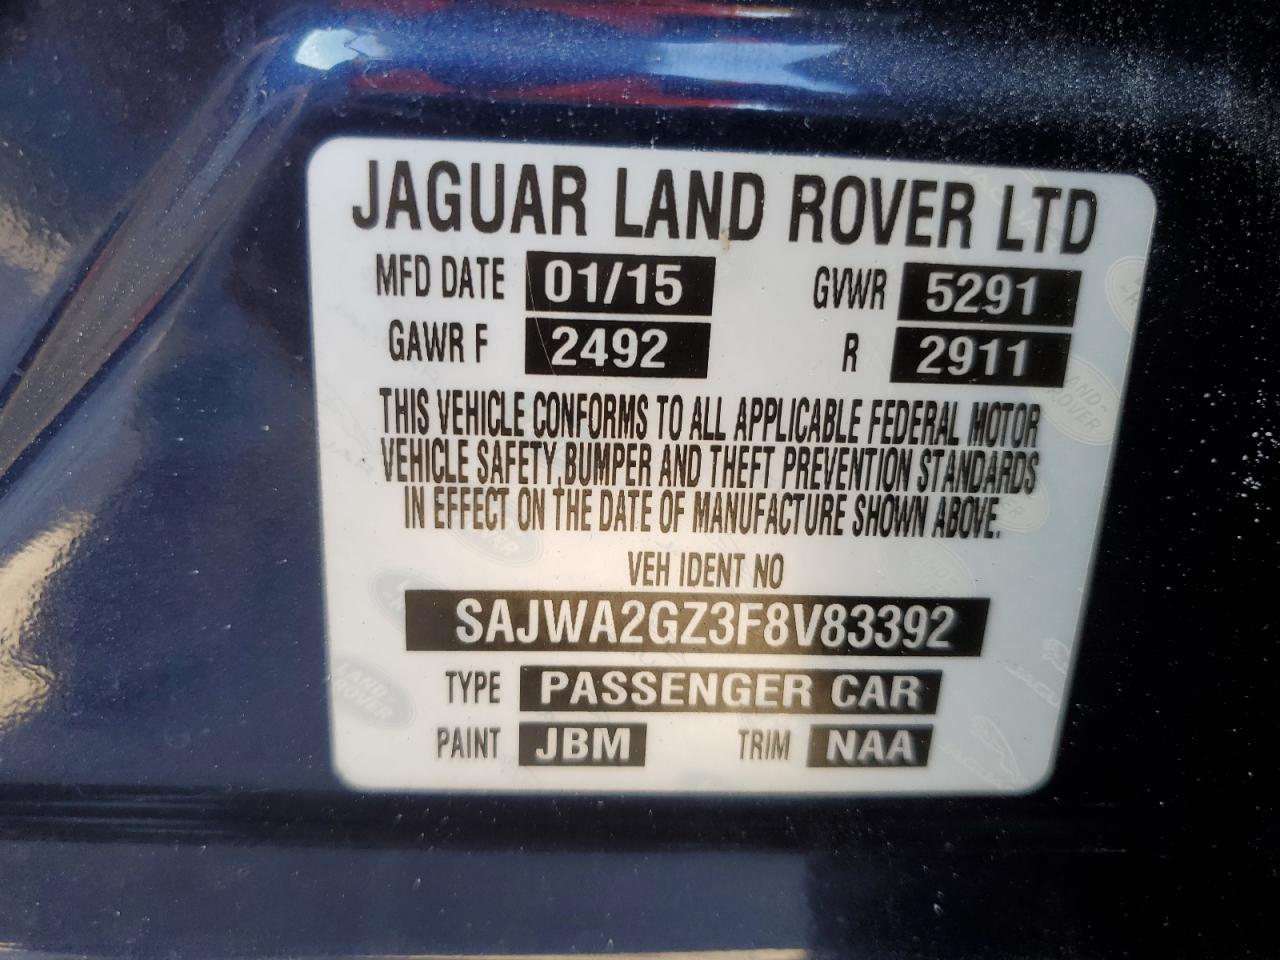 JAGUAR LAND ROVER LTD
MFD DATE 01/15 GVWR 5291
GAWR F 2492 R 2911
THIS VEHICLE CONFORMS TO ALL APPLICABLE FEDERAL MOTOR
VEHICLE SAFETY, BUMPER AND THEFT PREVENTION STANDARDS
IN EFFECT ON THE DATE OF MANUFACTURE SHOWN ABOVE.
VEH IDENT NO
SAJWA2GZ3F8V83392
TYPE PASSENGER CAR
PAINT JBM TRIM NAA